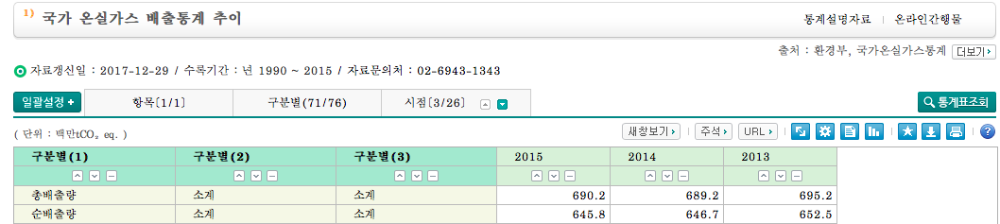 1) 국가 온실가스 배출통계 추이
통계설명자료 | 온라인간행물
출처 : 환경부, 국가온실가스통계 더보기
자료갱신일 : 2017-12-29 / 수록기간 : 년 1990 ~ 2015 / 자료문의처 : 02-6943-1343
일괄설정 + 항목[1/1] 구분별(71/76) 시점[3/26] 통계표조회
( 단위 : 백만tCO₂ eq. ) 새창보기 주석 URL ?
구분별(1) 구분별(2) 구분별(3) 2015 2014 2013
총배출량 소계 소계 690.2 689.2 695.2
순배출량 소계 소계 645.8 646.7 652.5